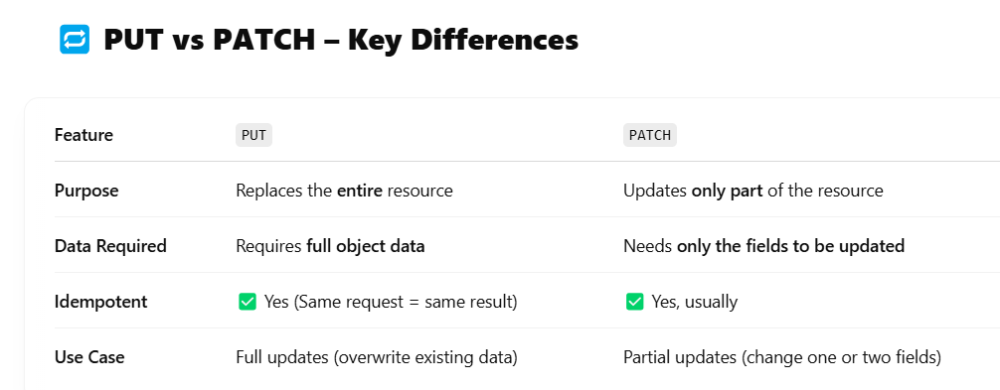 🔁 PUT vs PATCH – Key Differences
Feature PUT PATCH
Purpose Replaces the entire resource Updates only part of the resource
Data Required Requires full object data Needs only the fields to be updated
Idempotent ✅ Yes (Same request = same result) ✅ Yes, usually
Use Case Full updates (overwrite existing data) Partial updates (change one or two fields)